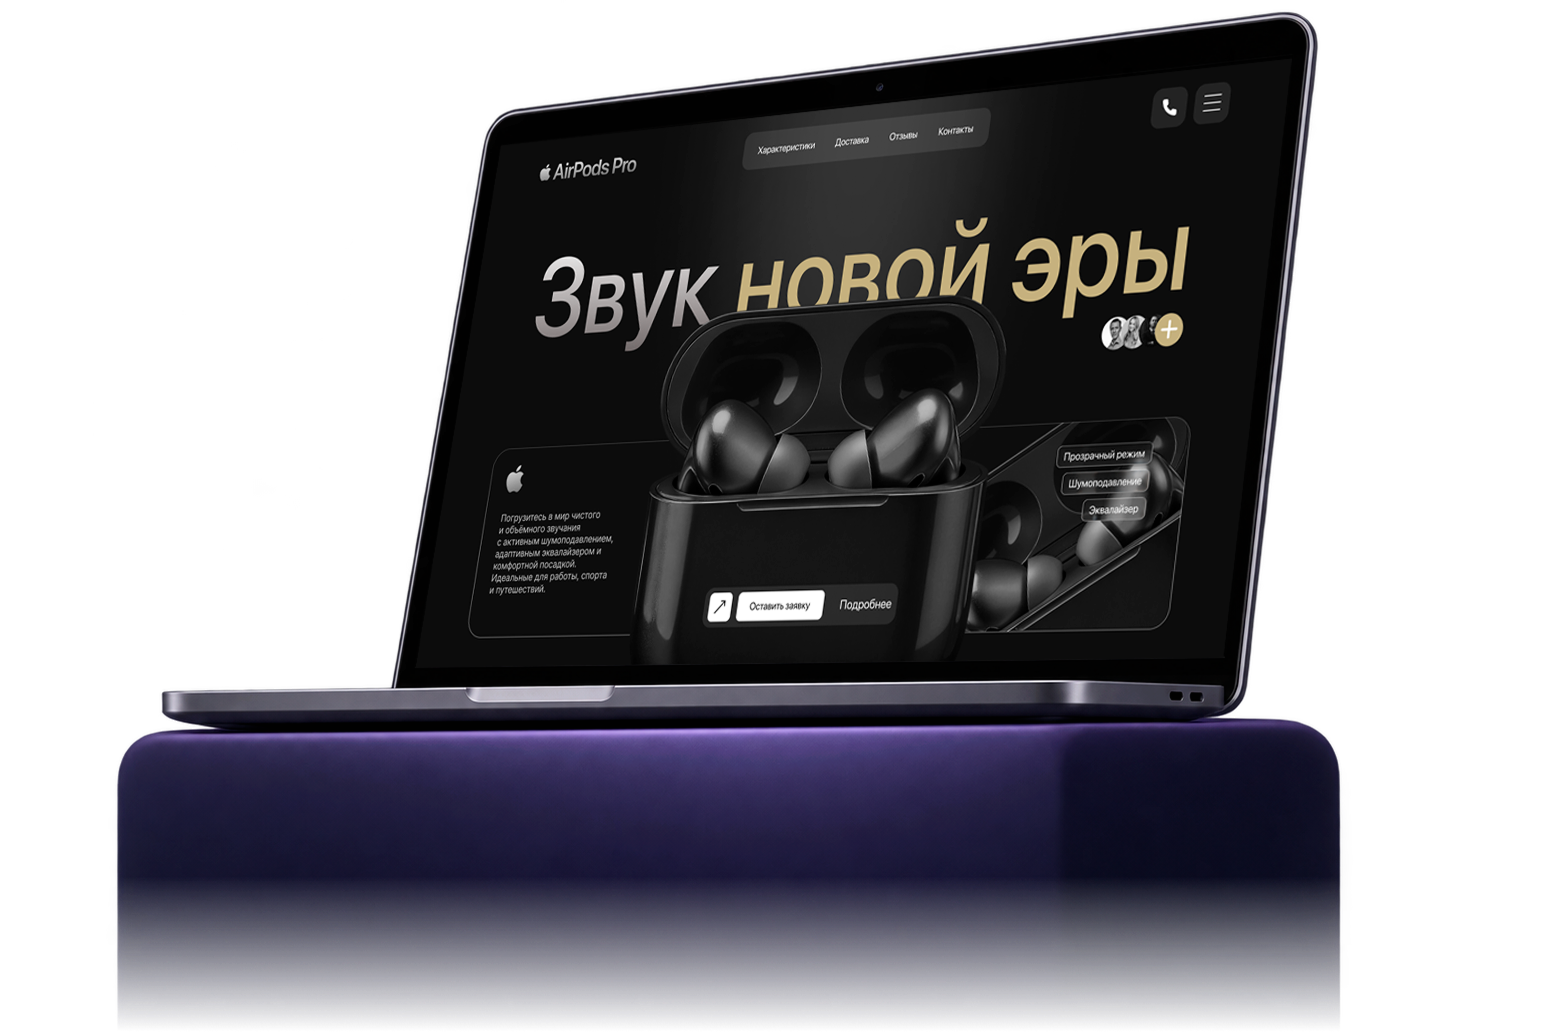 AirPods Pro
Характеристики Доставка Отзывы Контакты
Звук новой эры
Погрузитесь в мир чистого
и объёмного звучания
с активным шумоподавлением,
адаптивным эквалайзером и
комфортной посадкой.
Идеальные для работы, спорта
и путешествий.
Прозрачный режим
Шумоподавление
Эквалайзер
Оставить заявку Подробнее